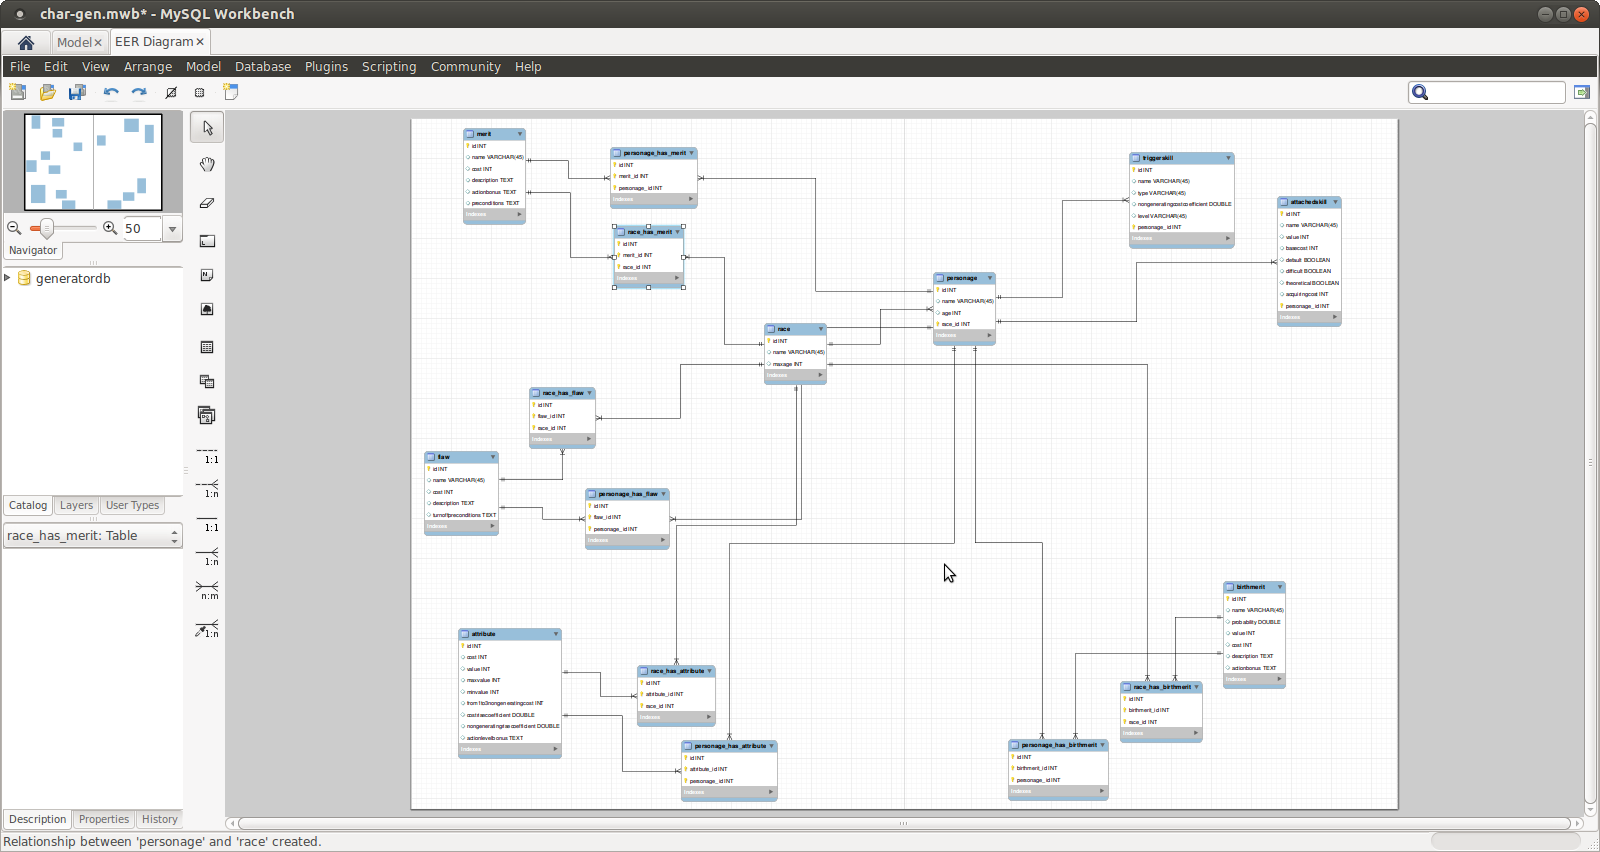 char-gen.mwb* - MySQL Workbench
Model×
EER Diagram×
File Edit View Arrange Model Database Plugins Scripting Community Help
50
Navigator
generatordb
Catalog Layers User Types
race_has_merit: Table
Description Properties History
Relationship between 'personage' and 'race' created.
1:1
1:n
1:1
1:n
n:m
1:n
merit
id INT
name VARCHAR(45)
cost INT
description TEXT
actionbonus TEXT
preconditions TEXT
Indexes
personage_has_merit
id INT
merit_id INT
personage_id INT
Indexes
race_has_merit
id INT
merit_id INT
race_id INT
Indexes
triggerskill
id INT
name VARCHAR(45)
type VARCHAR(45)
nongeneratingcostcoefficient DOUBLE
level VARCHAR(45)
personage_id INT
Indexes
attachedskill
id INT
name VARCHAR(45)
value INT
basecost INT
default BOOLEAN
difficult BOOLEAN
theoretical BOOLEAN
acquiringcost INT
personage_id INT
Indexes
personage
id INT
name VARCHAR(45)
age INT
race_id INT
Indexes
race
id INT
name VARCHAR(45)
maxage INT
Indexes
race_has_flaw
id INT
flaw_id INT
race_id INT
Indexes
flaw
id INT
name VARCHAR(45)
cost INT
description TEXT
turnoffpreconditions TEXT
Indexes
personage_has_flaw
id INT
flaw_id INT
personage_id INT
Indexes
attribute
id INT
cost INT
value INT
maxvalue INT
minvalue INT
from1to3nongeneratingcost INT
costracecoefficient DOUBLE
nongeneratingracecoefficient DOUBLE
actionlevelbonus TEXT
Indexes
race_has_attribute
id INT
attribute_id INT
race_id INT
Indexes
personage_has_attribute
id INT
attribute_id INT
personage_id INT
Indexes
birthmerit
id INT
name VARCHAR(45)
probability DOUBLE
value INT
cost INT
description TEXT
actionbonus TEXT
Indexes
race_has_birthmerit
id INT
birthmerit_id INT
race_id INT
Indexes
personage_has_birthmerit
id INT
birthmerit_id INT
personage_id INT
Indexes